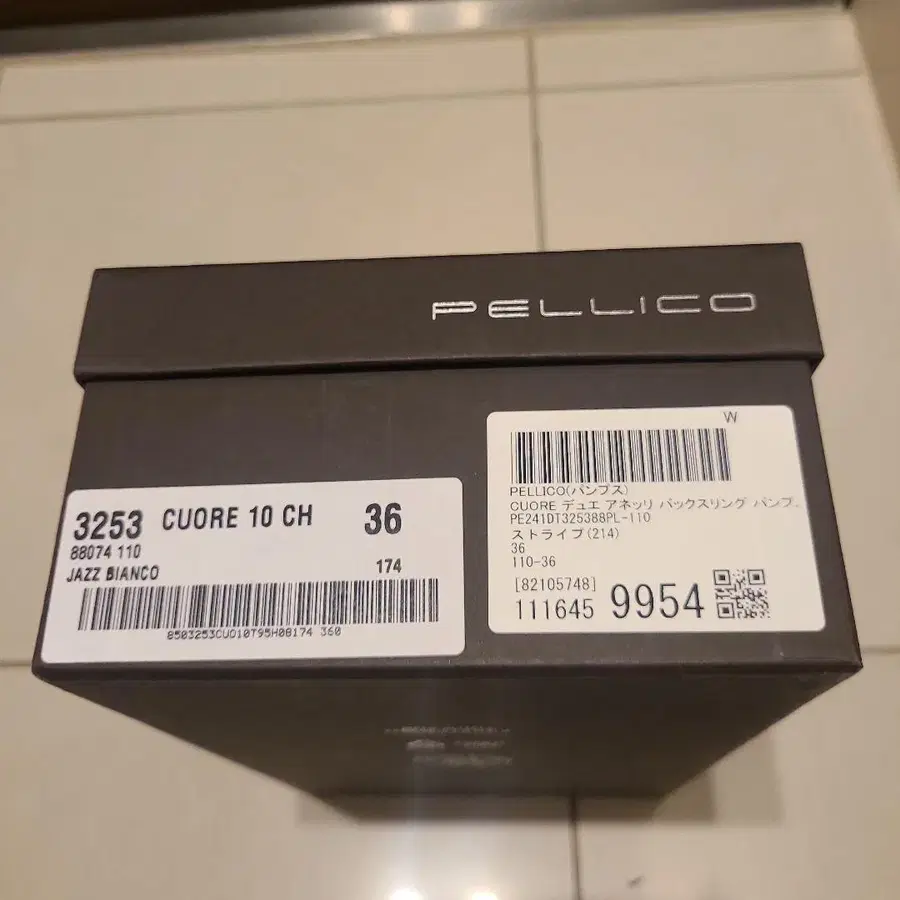 PELLICO
3253 CUORE 10 CH 36
88074 110
JAZZ BIANCO 174
8503253CUO10T95H08174 360
W
PELLICO(パンプス)
CUORE デュエ アネッリ バックスリング パンプ.
PE241DT325388PL-110
ストライプ(214)
36
110-36
[82105748]
111645 9954